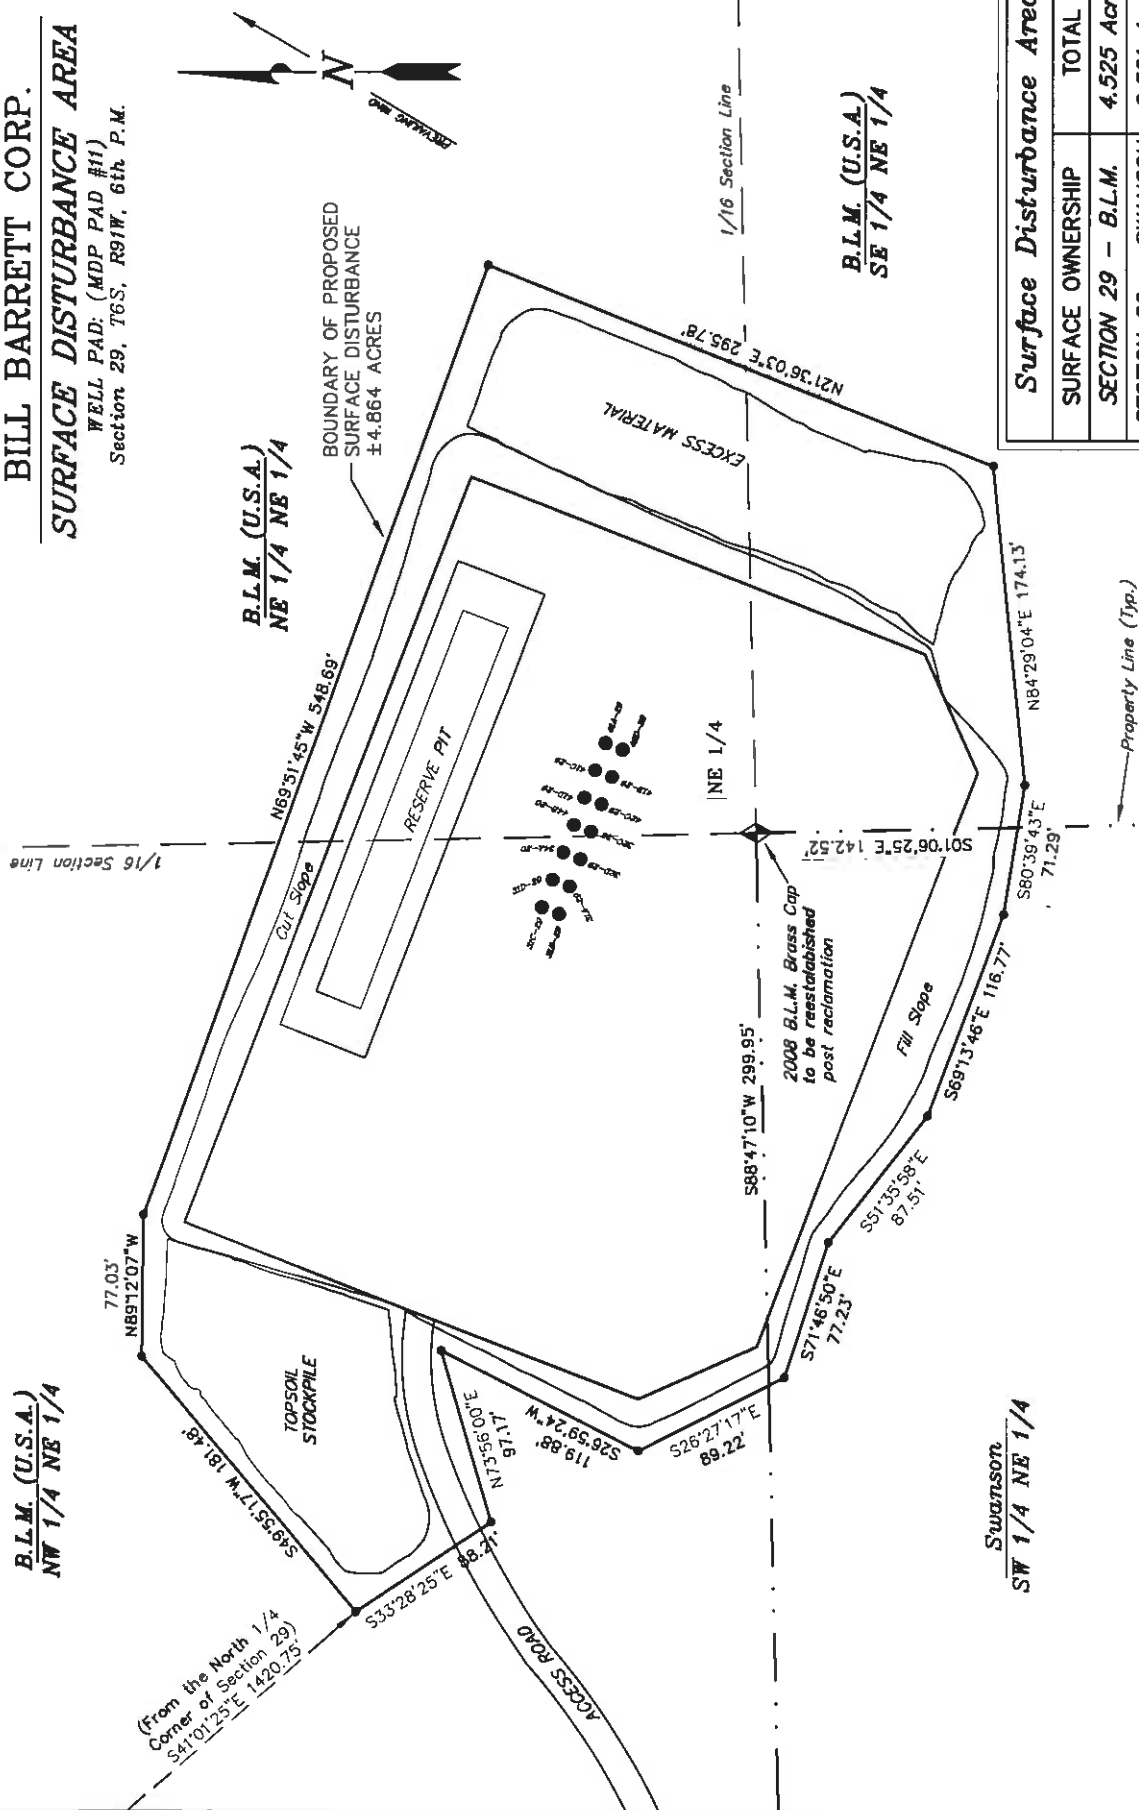 BILL BARRETT CORP.
SURFACE DISTURBANCE AREA
WELL PAD: (MDP PAD #11)
Section 29, T6S, R91W, 6th P.M.
N
PREVAILING WIND
B.L.M. (U.S.A.)
NW 1/4 NE 1/4
B.L.M. (U.S.A.)
NE 1/4 NE 1/4
BOUNDARY OF PROPOSED
SURFACE DISTURBANCE
±4.864 ACRES
1/16 Section Line
1/16 Section Line
B.L.M. (U.S.A.)
SE 1/4 NE 1/4
77.03'
N89°12'07"W
N69°51'45"W 548.69'
N21°36'03"E 295.78'
EXCESS MATERIAL
Cut Slope
RESERVE PIT
TOPSOIL
STOCKPILE
S49°55'17"W 181.48'
(From the North 1/4
Corner of Section 29)
S41°01'25"E 1420.75'
S33°28'25"E 88.21'
N73°56'00"E
97.17'
S26°59'24"W
119.88'
S26°27'17"E
89.22'
ACCESS ROAD
NE 1/4
S88°47'10"W 299.95'
S01°06'25"E 142.52'
2008 B.L.M. Brass Cap
to be reestablished
post reclamation
Fill Slope
S71°46'50"E
77.23'
S51°35'58"E
87.51'
S69°13'46"E 116.77'
S80°39'43"E
71.29'
N84°29'04"E 174.13'
Property Line (Typ.)
Swanson
SW 1/4 NE 1/4
Surface Disturbance Area
SURFACE OWNERSHIP TOTAL
SECTION 29 - B.L.M. 4.525 Acr